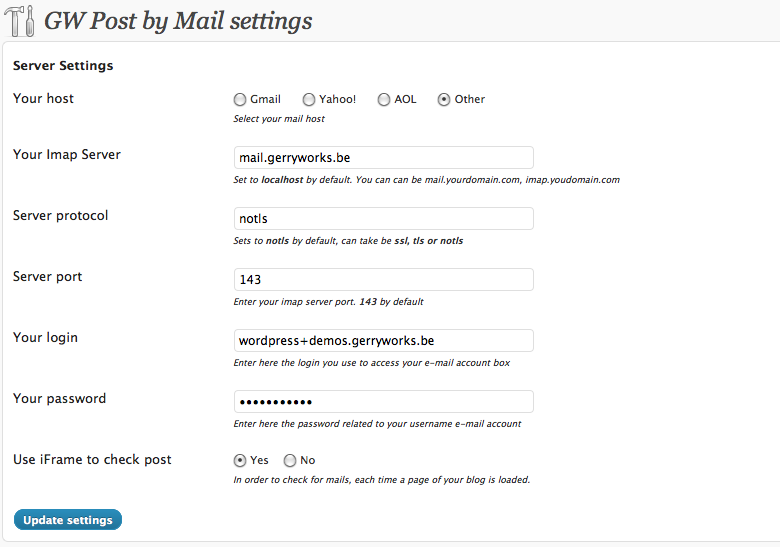 GW Post by Mail settings
Server Settings
Your host
Gmail Yahoo! AOL Other
Select your mail host
Your Imap Server
mail.gerryworks.be
Set to localhost by default. You can can be mail.yourdomain.com, imap.youdomain.com
Server protocol
notls
Sets to notls by default, can take be ssl, tls or notls
Server port
143
Enter your imap server port. 143 by default
Your login
wordpress+demos.gerryworks.be
Enter here the login you use to access your e-mail account box
Your password
•••••••••••
Enter here the password related to your username e-mail account
Use iFrame to check post
Yes No
In order to check for mails, each time a page of your blog is loaded.
Update settings